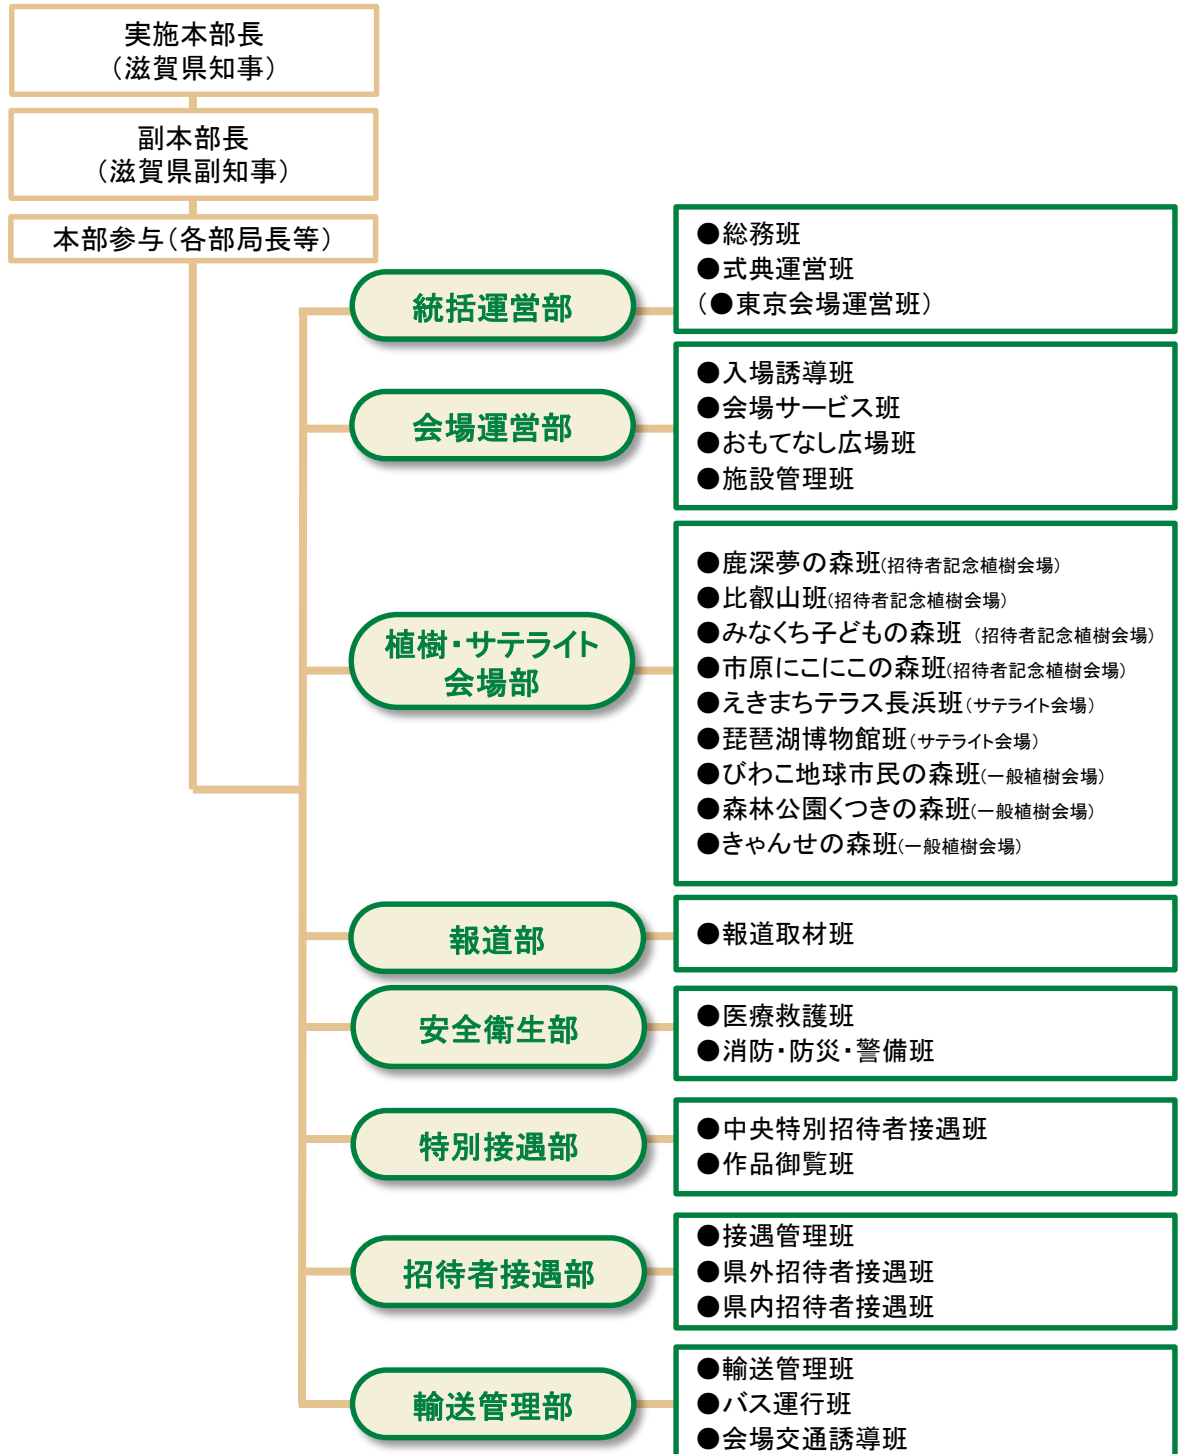 実施本部長
（滋賀県知事）
副本部長
（滋賀県副知事）
本部参与（各部局長等）
統括運営部
●総務班
●式典運営班
（●東京会場運営班）
会場運営部
●入場誘導班
●会場サービス班
●おもてなし広場班
●施設管理班
植樹・サテライト
会場部
●鹿深夢の森班（招待者記念植樹会場）
●比叡山班（招待者記念植樹会場）
●みなくち子どもの森班 （招待者記念植樹会場）
●市原にこにこの森班（招待者記念植樹会場）
●えきまちテラス長浜班（サテライト会場）
●琵琶湖博物館班（サテライト会場）
●びわこ地球市民の森班（一般植樹会場）
●森林公園くつきの森班（一般植樹会場）
●きゃんせの森班（一般植樹会場）
報道部
●報道取材班
安全衛生部
●医療救護班
●消防・防災・警備班
特別接遇部
●中央特別招待者接遇班
●作品御覧班
招待者接遇部
●接遇管理班
●県外招待者接遇班
●県内招待者接遇班
輸送管理部
●輸送管理班
●バス運行班
●会場交通誘導班